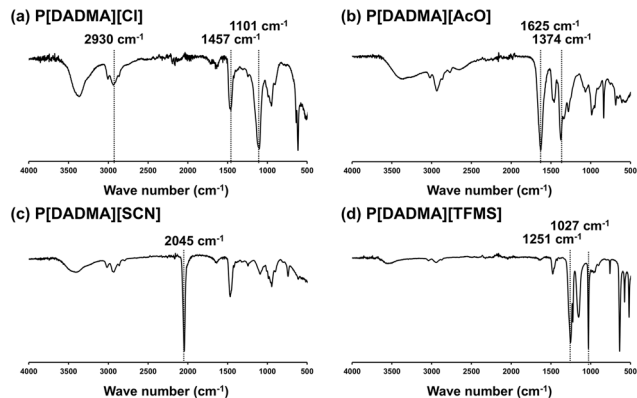 (a) P[DADMA][Cl]
1101 cm-1
2930 cm-1 1457 cm-1
4000 3500 3000 2500 2000 1500 1000 500
Wave number (cm-1)
(b) P[DADMA][AcO]
1625 cm-1
1374 cm-1
4000 3500 3000 2500 2000 1500 1000 500
Wave number (cm-1)
(c) P[DADMA][SCN]
2045 cm-1
4000 3500 3000 2500 2000 1500 1000 500
Wave number (cm-1)
(d) P[DADMA][TFMS]
1027 cm-1
1251 cm-1
4000 3500 3000 2500 2000 1500 1000 500
Wave number (cm-1)